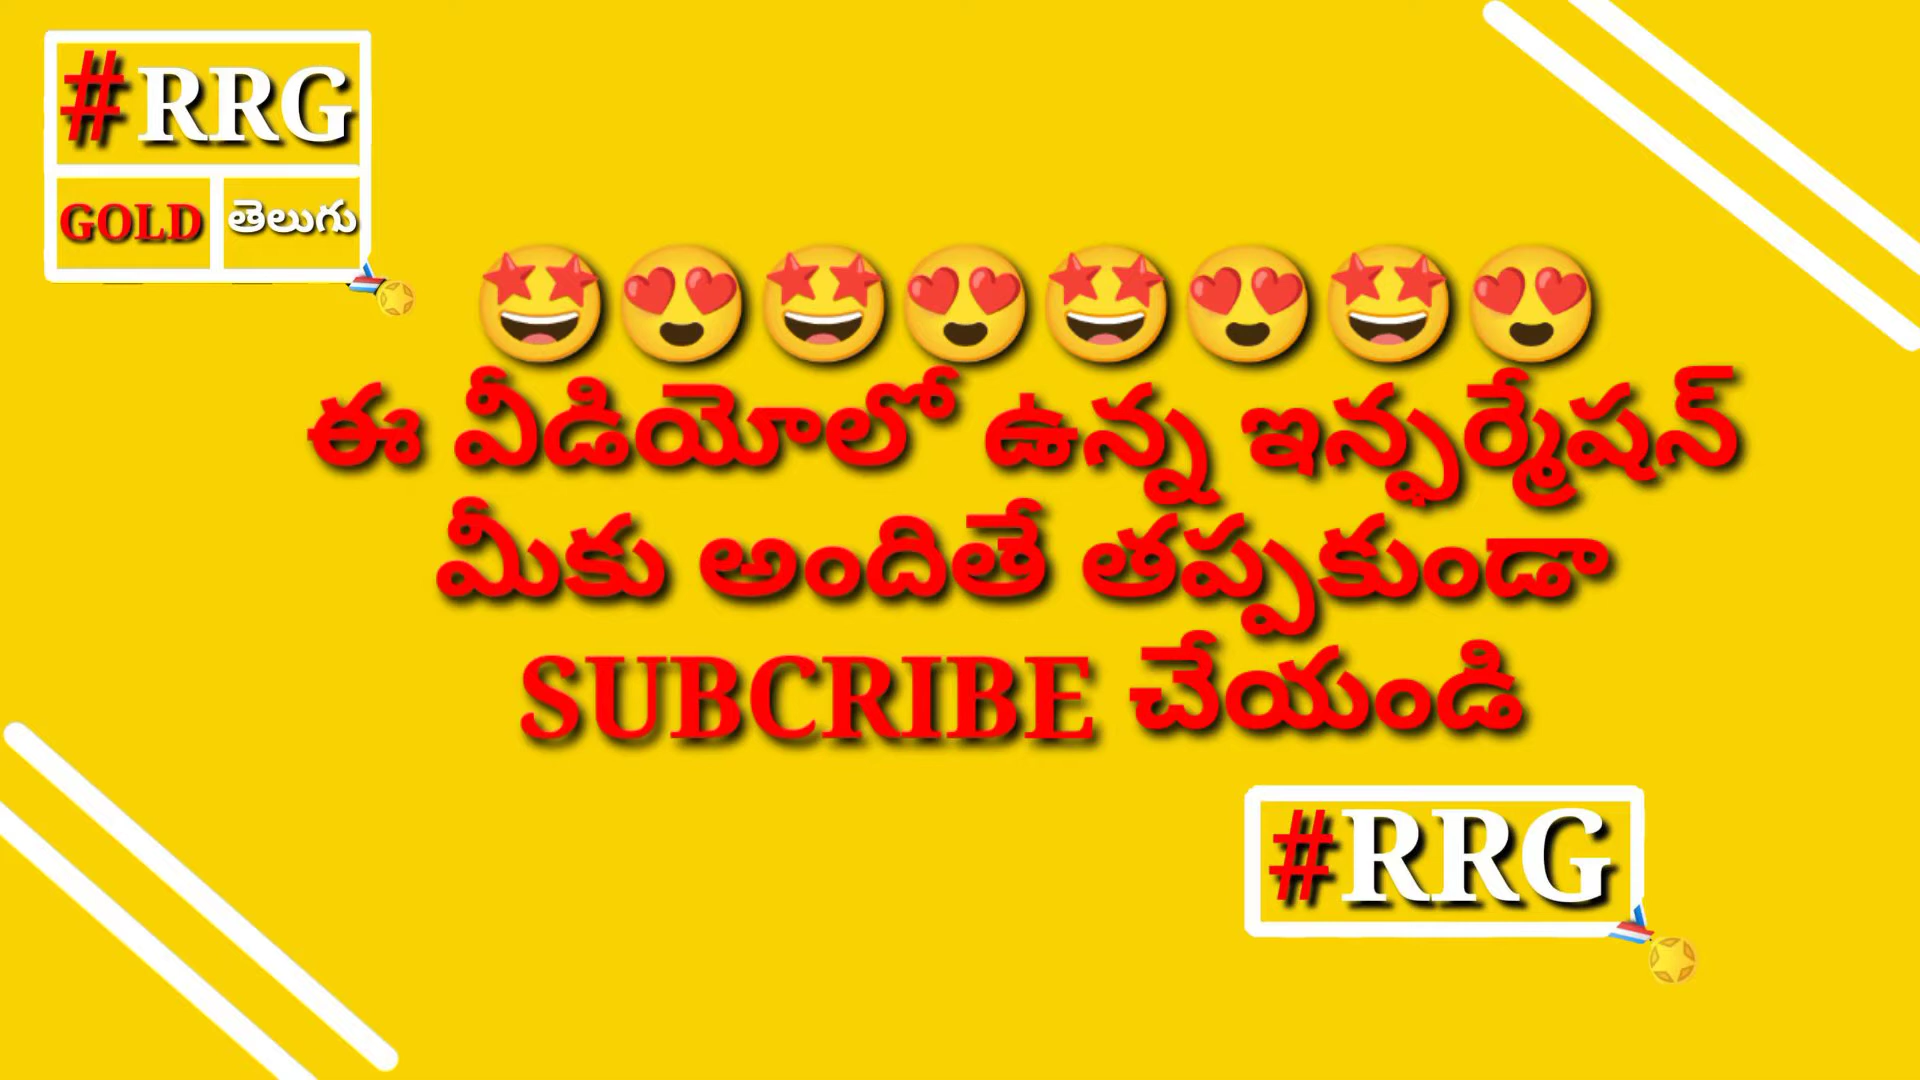 #RRG
GOLD తెలుగు
🤩😍🤩😍🤩😍🤩😍
ఈ వీడియోలో ఉన్న ఇన్ఫర్మేషన్
మీకు అందితే తప్పకుండా
SUBCRIBE చేయండి
#RRG